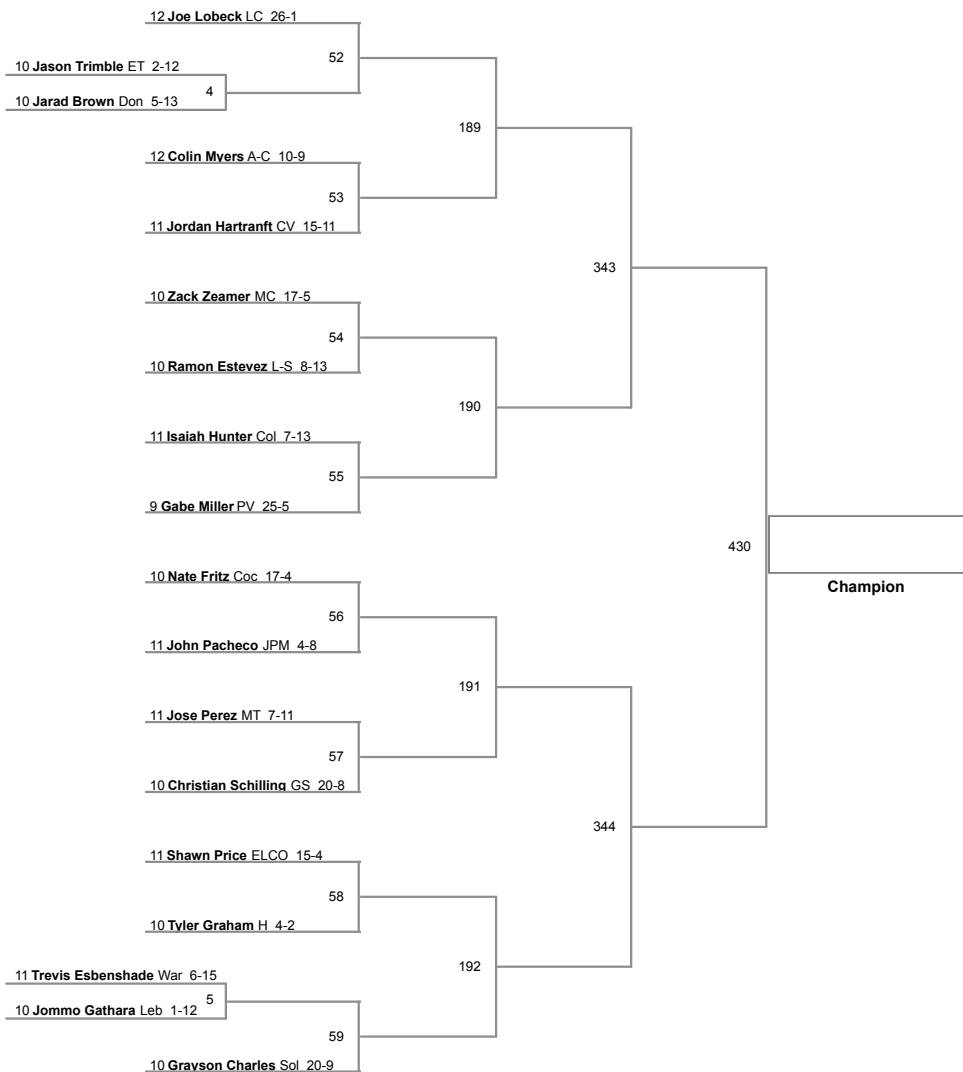 12 Joe Lobeck LC 26-1
52
10 Jason Trimble ET 2-12
4
10 Jarad Brown Don 5-13
189
12 Colin Myers A-C 10-9
53
11 Jordan Hartranft CV 15-11
343
10 Zack Zeamer MC 17-5
54
10 Ramon Estevez L-S 8-13
190
11 Isaiah Hunter Col 7-13
55
9 Gabe Miller PV 25-5
430
Champion
10 Nate Fritz Coc 17-4
56
11 John Pacheco JPM 4-8
191
11 Jose Perez MT 7-11
57
10 Christian Schilling GS 20-8
344
11 Shawn Price ELCO 15-4
58
10 Tyler Graham H 4-2
192
11 Trevis Esbenshade War 6-15
5
10 Jommo Gathara Leb 1-12
59
10 Grayson Charles Sol 20-9